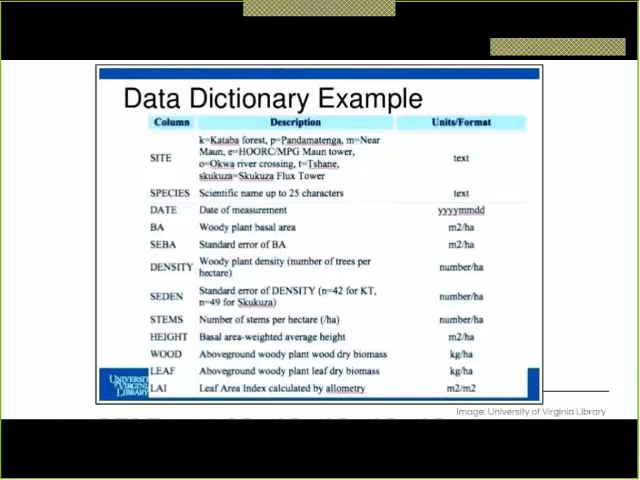 Data Dictionary Example
Column Description Units/Format
SITE k=Kataba forest, p=Pandamatenga, m=Near
Maun, e=HOORC/MPG Maun tower,
o=Okwa river crossing, t=Tshane,
skukuza=Skukuza Flux Tower text
SPECIES Scientific name up to 25 characters text
DATE Date of measurement yyyymmdd
BA Woody plant basal area m2/ha
SEBA Standard error of BA m2/ha
DENSITY Woody plant density (number of trees per
hectare) number/ha
SEDEN Standard error of DENSITY (n=42 for KT,
n=49 for Skukuza) number/ha
STEMS Number of stems per hectare (/ha) number/ha
HEIGHT Basal area-weighted average height m2/ha
WOOD Aboveground woody plant wood dry biomass kg/ha
LEAF Aboveground woody plant leaf dry biomass kg/ha
LAI Leaf Area Index calculated by allometry m2/m2
UNIVERSITY
of VIRGINIA
LIBRARY
Image: University of Virginia Library